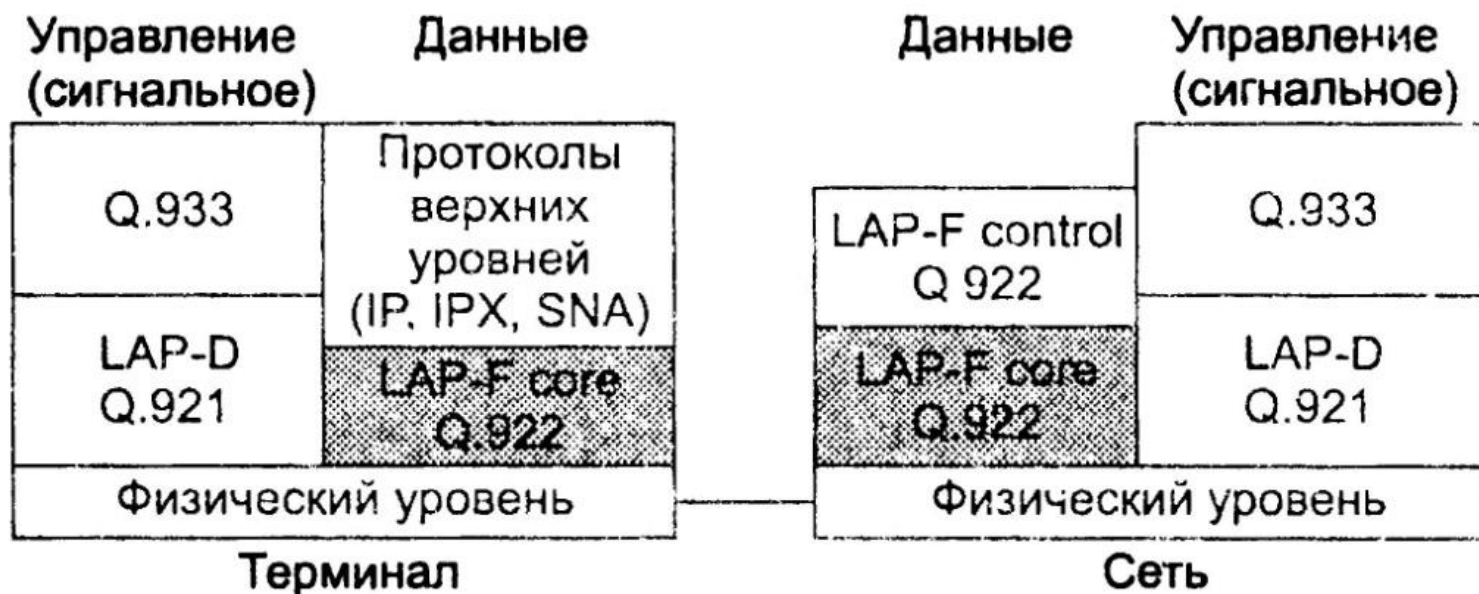 Управление
(сигнальное)
Данные
Данные
Управление
(сигнальное)
Q.933
Протоколы
верхних
уровней
(IP, IPX, SNA)
LAP-D
Q.921
LAP-F core
Q.922
LAP-F control
Q 922
LAP-F core
Q.922
Q.933
LAP-D
Q.921
Физический уровень
Физический уровень
Терминал
Сеть